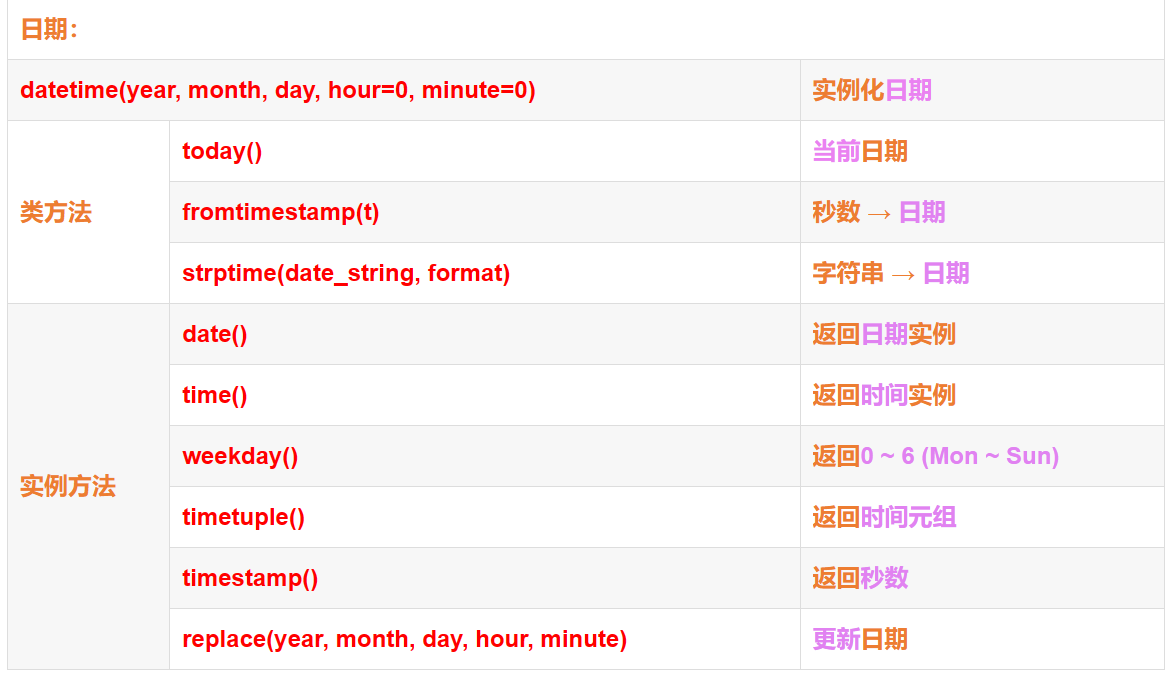 日期：
datetime(year, month, day, hour=0, minute=0) 实例化日期
类方法
today() 当前日期
fromtimestamp(t) 秒数 → 日期
strptime(date_string, format) 字符串 → 日期
实例方法
date() 返回日期实例
time() 返回时间实例
weekday() 返回0 ~ 6 (Mon ~ Sun)
timetuple() 返回时间元组
timestamp() 返回秒数
replace(year, month, day, hour, minute) 更新日期